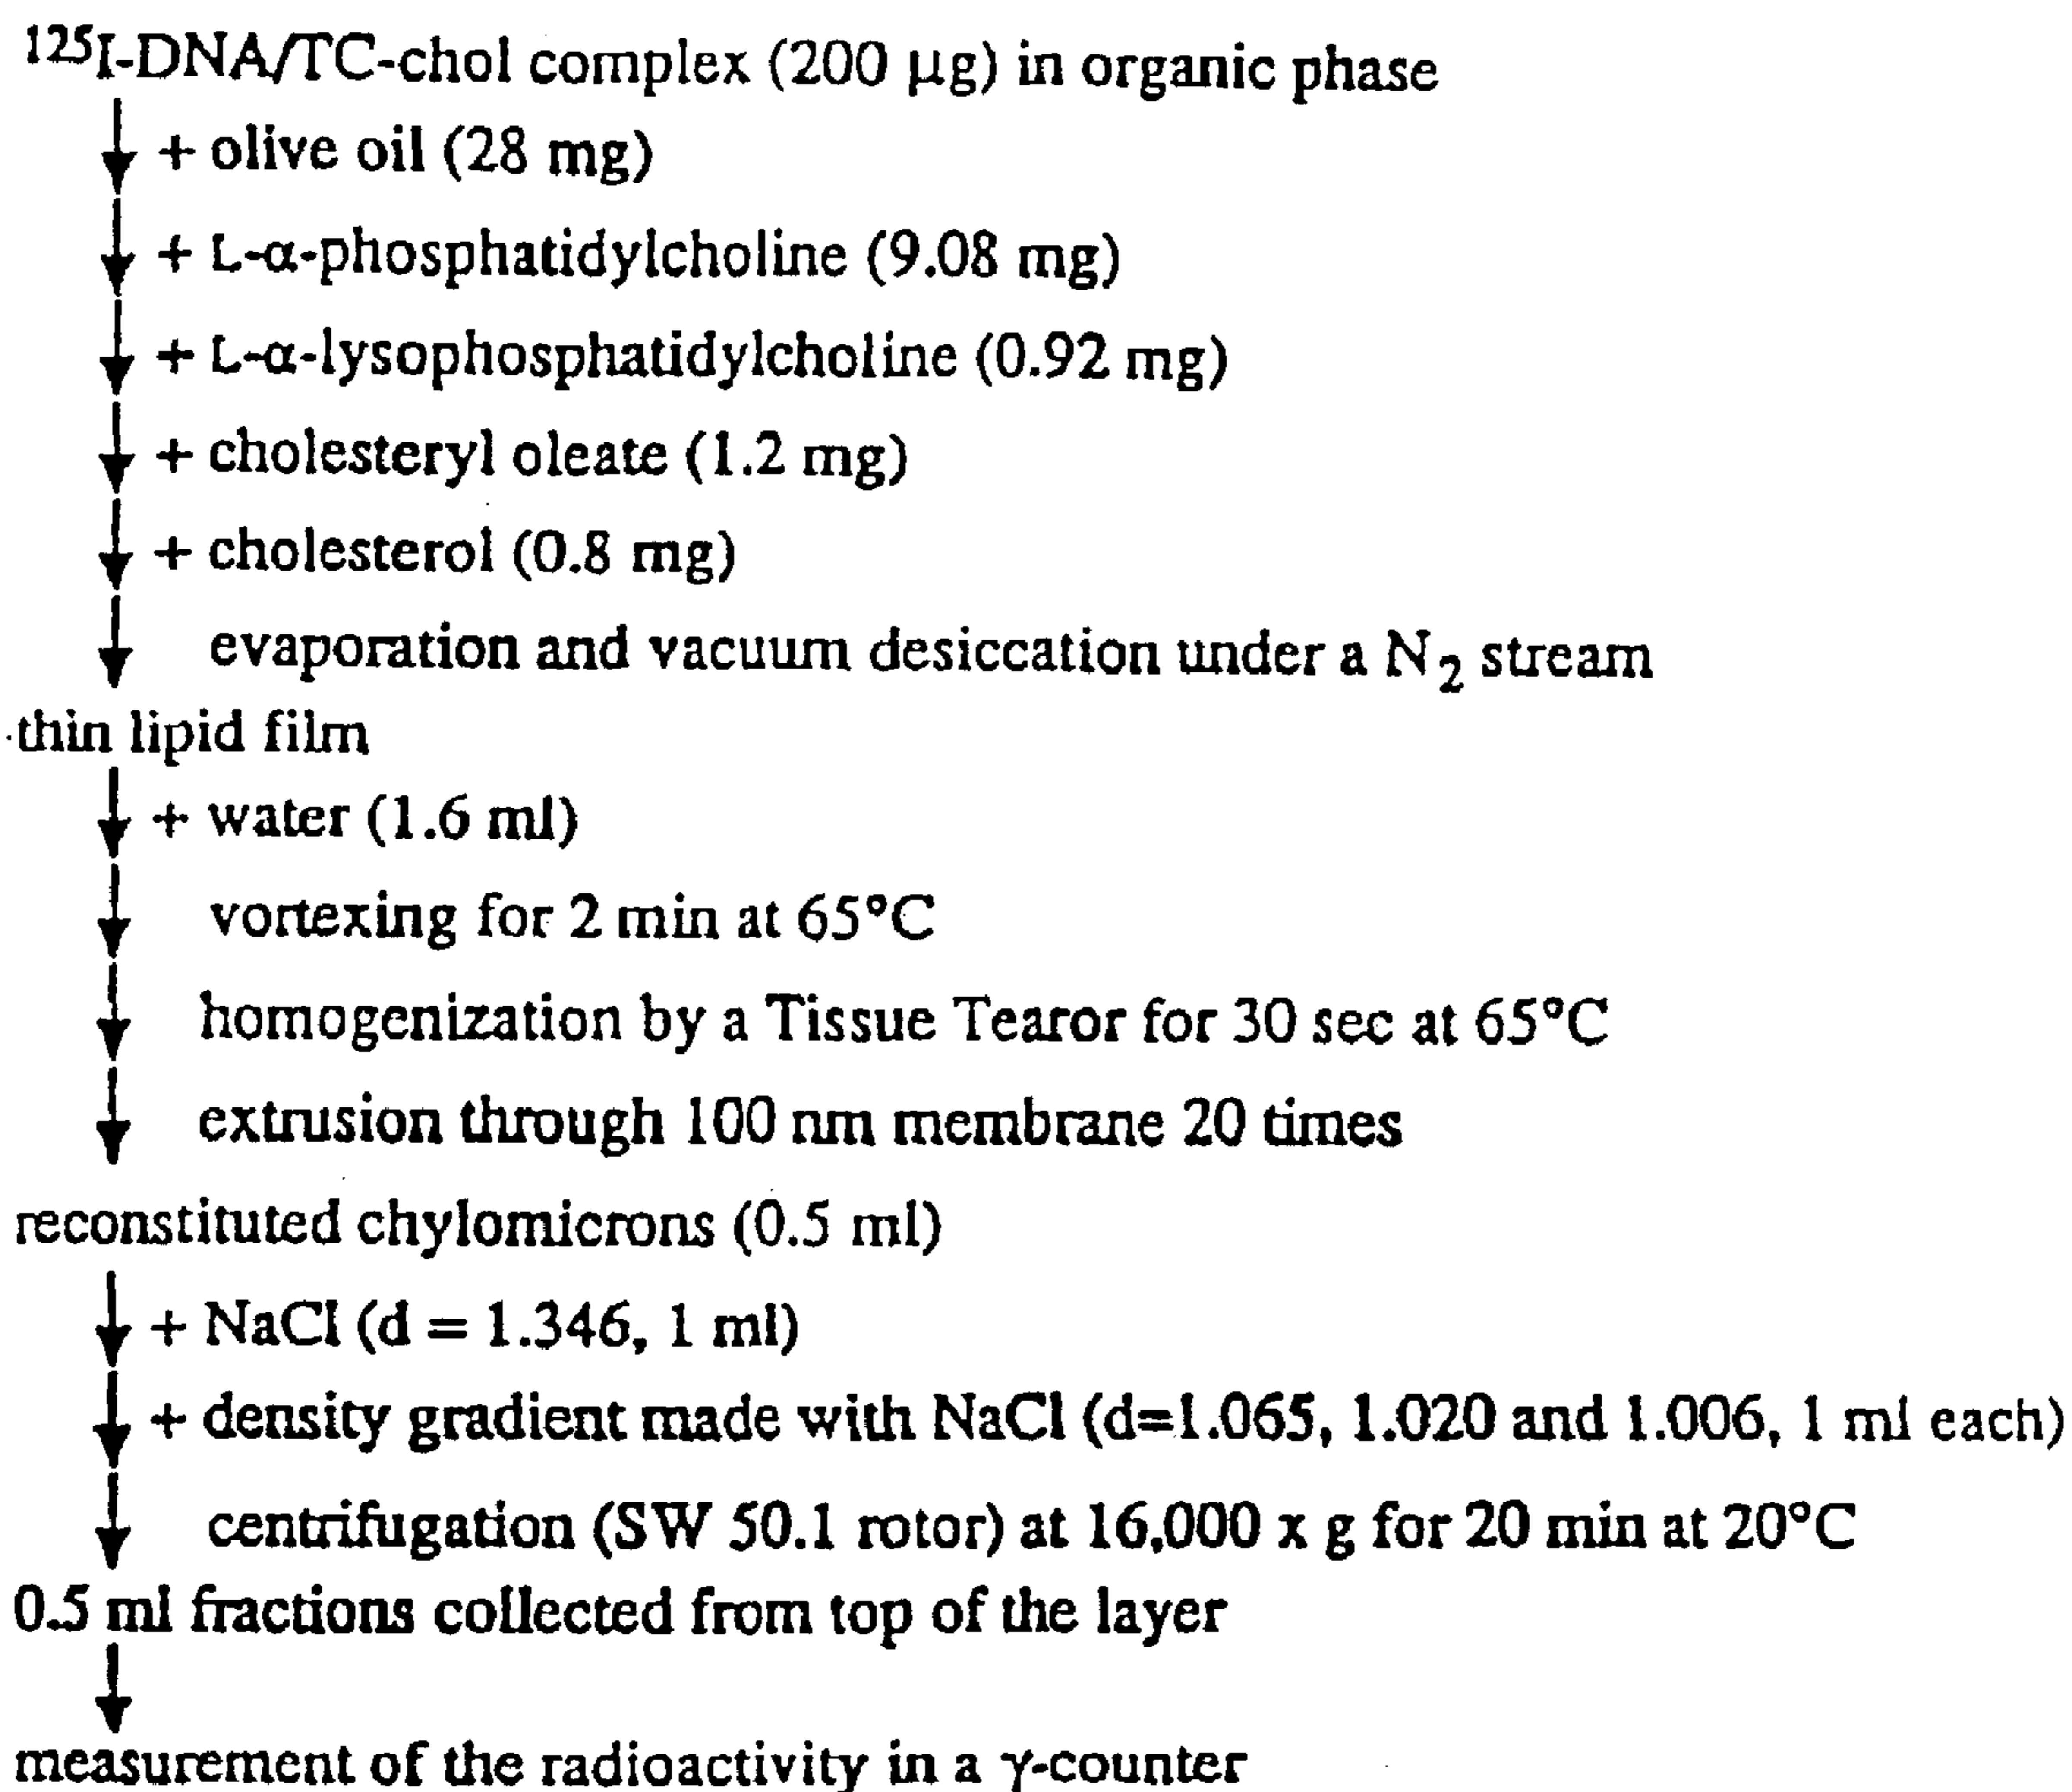 ¹²⁵I-DNA/TC-chol complex (200 µg) in organic phase
+ olive oil (28 mg)
+ L-α-phosphatidylcholine (9.08 mg)
+ L-α-lysophosphatidylcholine (0.92 mg)
+ cholesteryl oleate (1.2 mg)
+ cholesterol (0.8 mg)
evaporation and vacuum desiccation under a N₂ stream
thin lipid film
+ water (1.6 ml)
vortexing for 2 min at 65°C
homogenization by a Tissue Tearor for 30 sec at 65°C
extrusion through 100 nm membrane 20 times
reconstituted chylomicrons (0.5 ml)
+ NaCl (d = 1.346, 1 ml)
+ density gradient made with NaCl (d=1.065, 1.020 and 1.006, 1 ml each)
centrifugation (SW 50.1 rotor) at 16,000 x g for 20 min at 20°C
0.5 ml fractions collected from top of the layer
measurement of the radioactivity in a γ-counter